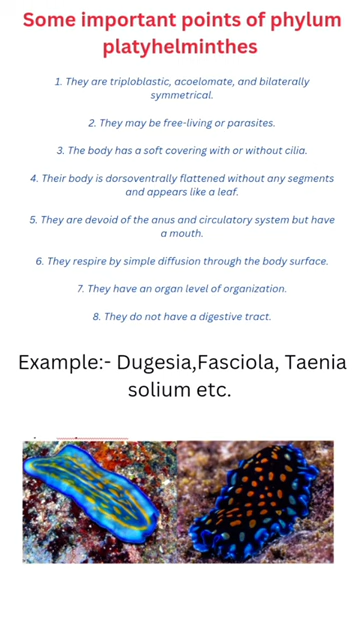 Some important points of phylum
platyhelminthes
1. They are triploblastic, acoelomate, and bilaterally
symmetrical.
2. They may be free-living or parasites.
3. The body has a soft covering with or without cilia.
4. Their body is dorsoventrally flattened without any segments
and appears like a leaf.
5. They are devoid of the anus and circulatory system but have
a mouth.
6. They respire by simple diffusion through the body surface.
7. They have an organ level of organization.
8. They do not have a digestive tract.
Example:- Dugesia,Fasciola, Taenia
solium etc.